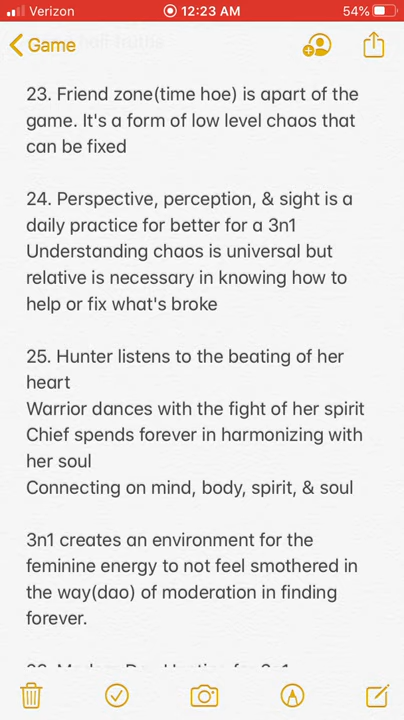 Verizon
12:23 AM
54%
Game
23. Friend zone(time hoe) is apart of the
game. It's a form of low level chaos that
can be fixed
24. Perspective, perception, & sight is a
daily practice for better for a 3n1
Understanding chaos is universal but
relative is necessary in knowing how to
help or fix what's broke
25. Hunter listens to the beating of her
heart
Warrior dances with the fight of her spirit
Chief spends forever in harmonizing with
her soul
Connecting on mind, body, spirit, & soul
3n1 creates an environment for the
feminine energy to not feel smothered in
the way(dao) of moderation in finding
forever.